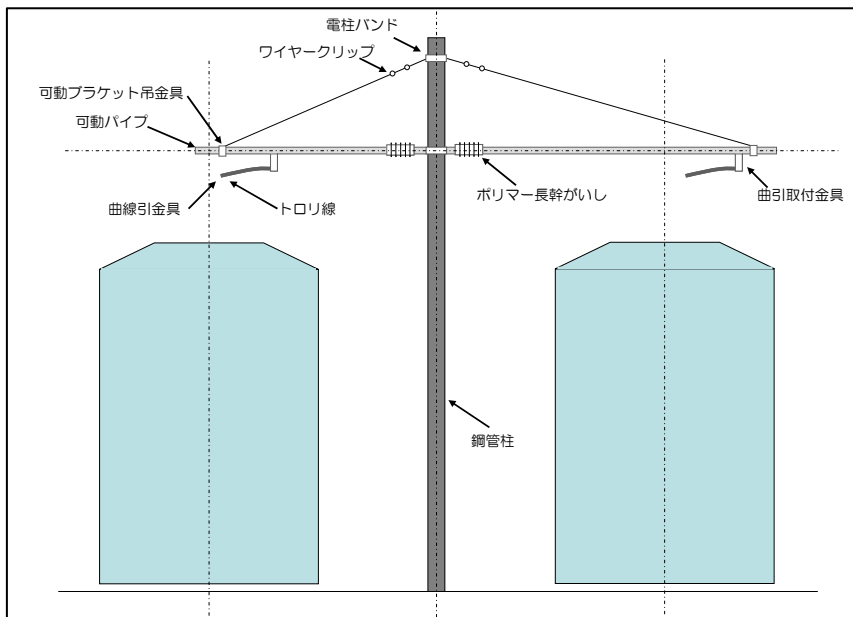 電柱バンド
ワイヤークリップ
可動ブラケット吊金具
可動パイプ
曲線引金具
トロリ線
ポリマー長幹がいし
曲引取付金具
鋼管柱